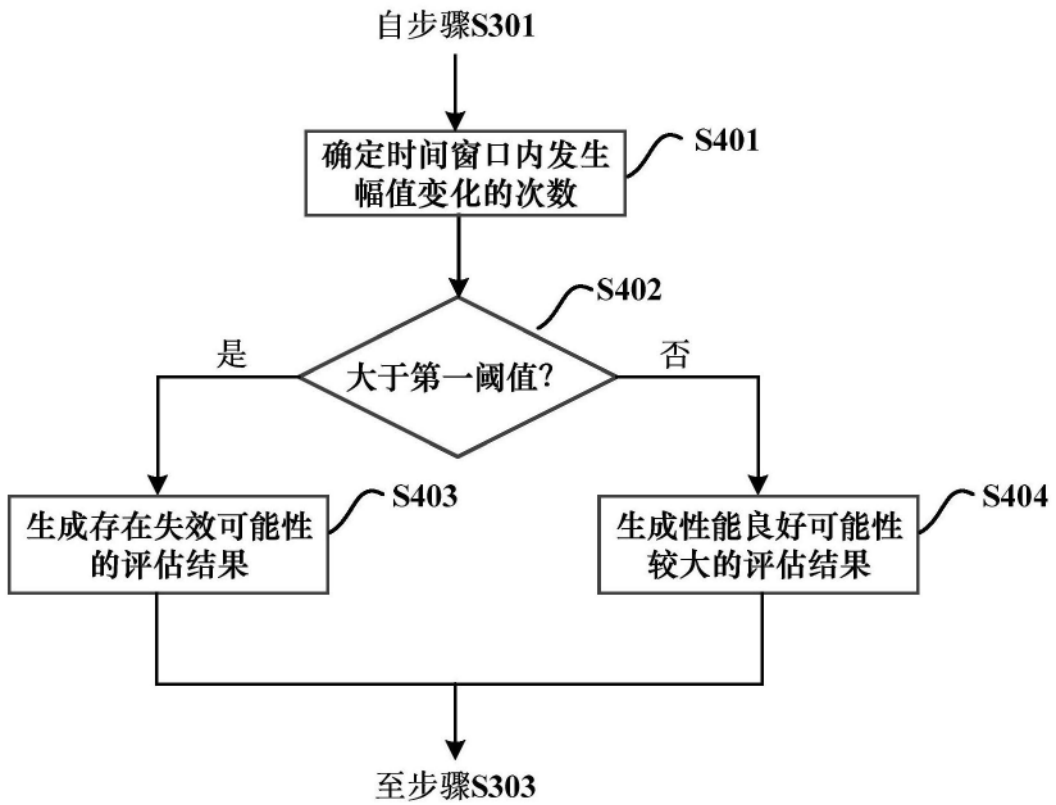 自步骤S301
确定时间窗口内发生
幅值变化的次数
S401
S402
大于第一阈值?
是
否
生成存在失效可能性
的评估结果
S403
生成性能良好可能性
较大的评估结果
S404
至步骤S303